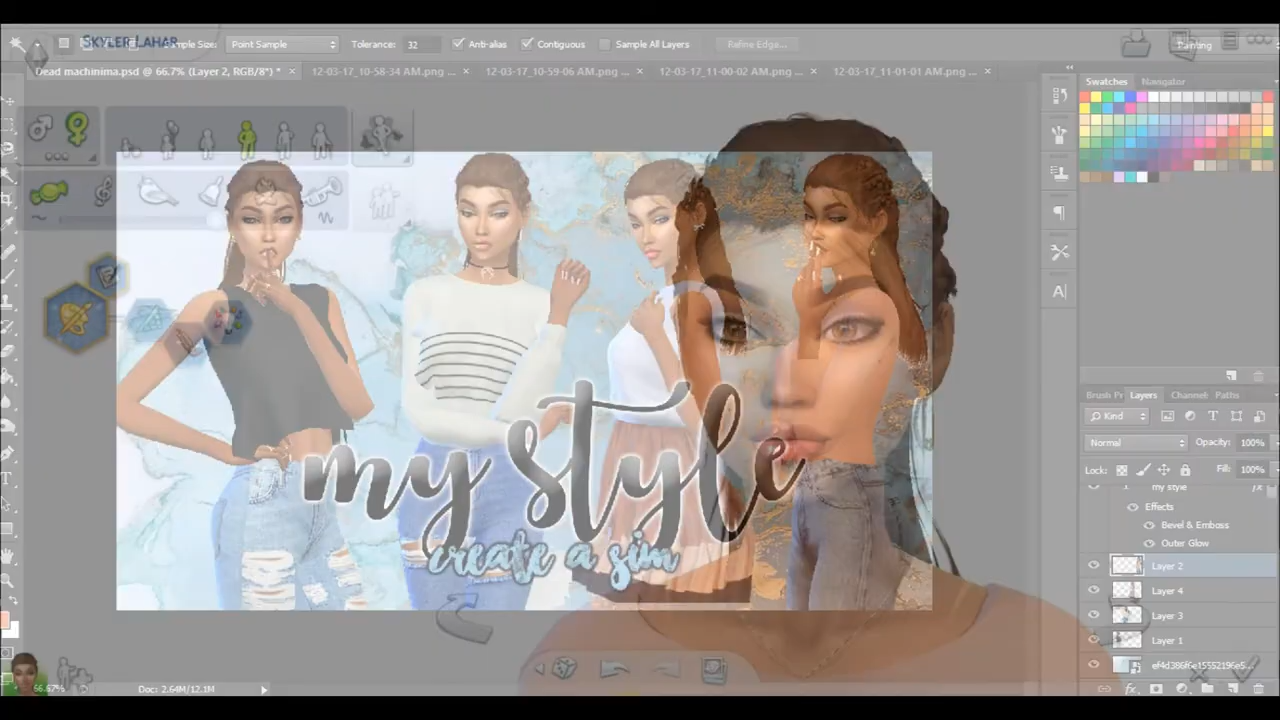 Skyler Lahar
Sample Size: Point Sample Tolerance: 32 Anti-alias Contiguous Sample All Layers Refine Edge... Painting
Dead machinima.psd @ 66.7% (Layer 2, RGB/8*) * × 12-03-17_10-58-34 AM.png ... × 12-03-17_10-59-06 AM.png ... × 12-03-17_11-00-02 AM.png ... × 12-03-17_11-01-01 AM.png ... ×
Swatches Navigator
my style
create a sim
Brush Pr Layers Channel Paths
Kind
Normal Opacity: 100%
Lock: Fill: 100%
my style fx
Effects
Bevel & Emboss
Outer Glow
Layer 2
Layer 4
Layer 3
Layer 1
66.67% Doc: 2.64M/12.1M